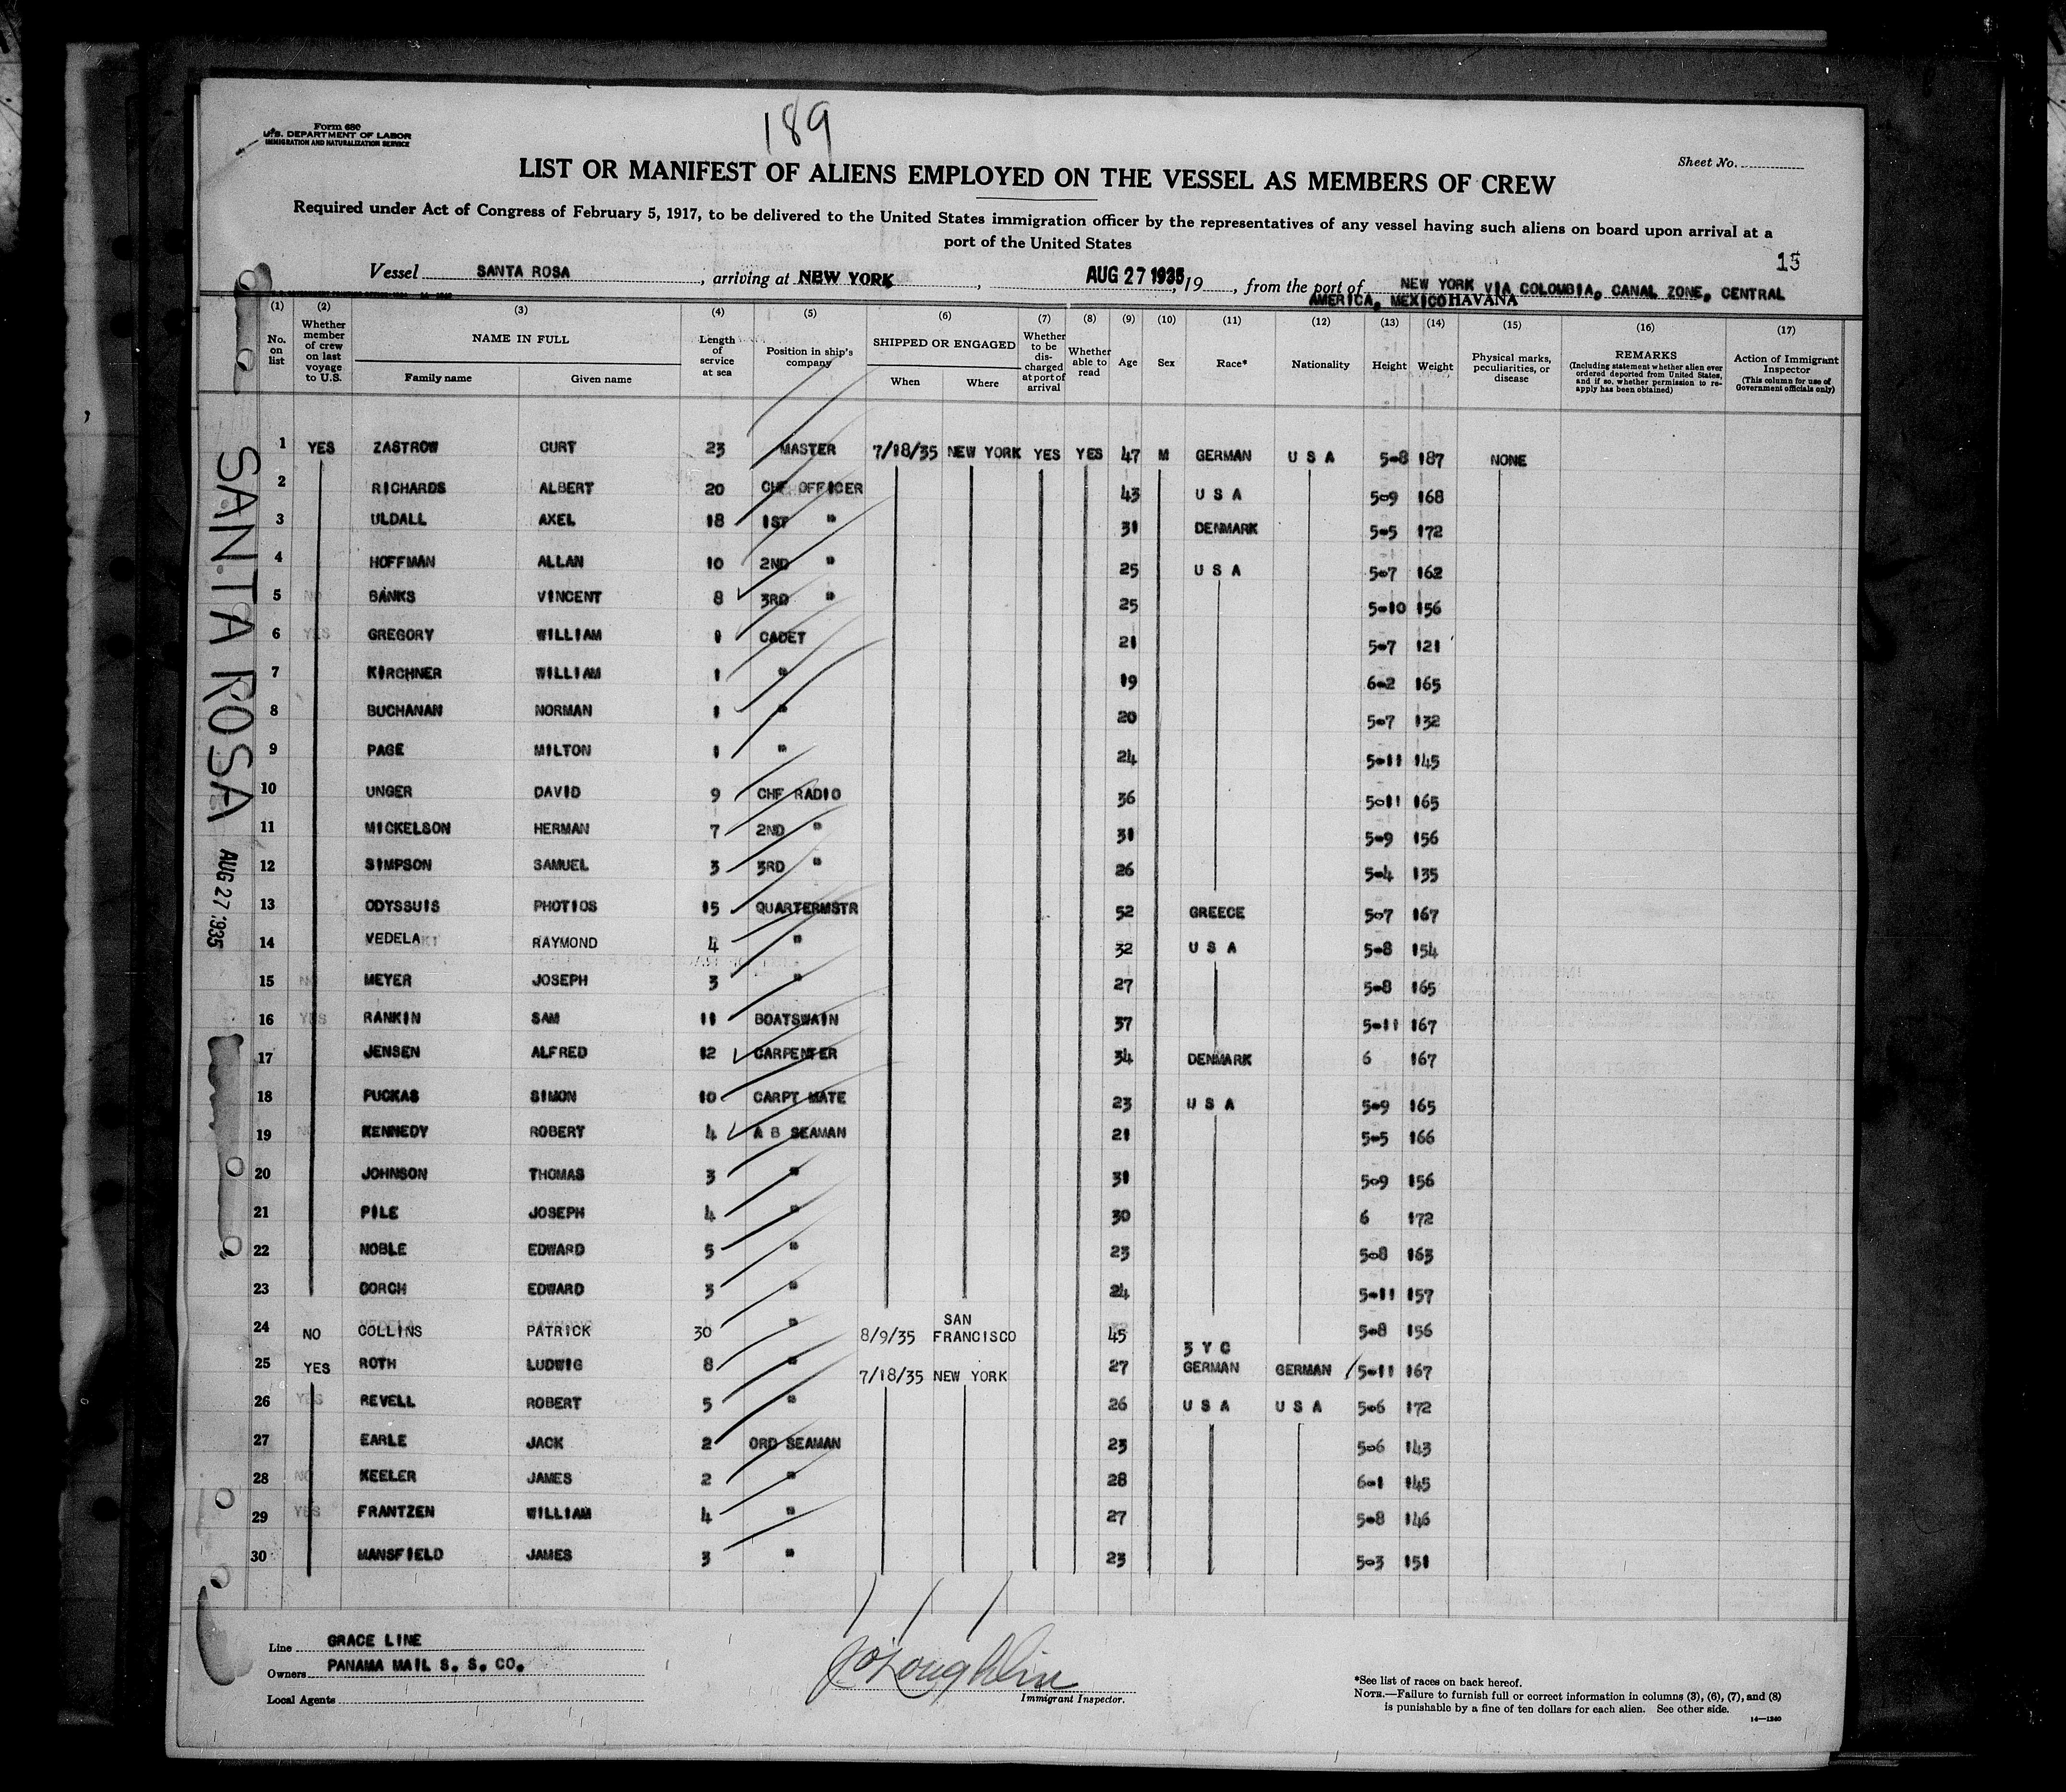 189
Form 680
U.S. DEPARTMENT OF LABOR
IMMIGRATION AND NATURALIZATION SERVICE
Sheet No.
LIST OR MANIFEST OF ALIENS EMPLOYED ON THE VESSEL AS MEMBERS OF CREW
Required under Act of Congress of February 5, 1917, to be delivered to the United States immigration officer by the representatives of any vessel having such aliens on board upon arrival at a
port of the United States
15
Vessel SANTA ROSA, arriving at NEW YORK, AUG 27 1935, 19, from the port of NEW YORK VIA COLOMBIA, CANAL ZONE, CENTRAL
AMERICA, MEXICO HAVANA
(1) (2) (3) (4) (5) (6) (7) (8) (9) (10) (11) (12) (13) (14) (15) (16) (17)
No. on list
Whether member of crew on last voyage to U.S.
NAME IN FULL
Family name Given name
Length of service at sea
Position in ship's company
SHIPPED OR ENGAGED
When Where
Whether to be discharged at port of arrival
Whether able to read
Age
Sex
Race*
Nationality
Height
Weight
Physical marks, peculiarities, or disease
REMARKS
(Including statement whether alien ever ordered deported from United States, and if so, whether permission to re-apply has been obtained)
Action of Immigrant Inspector
(This column for use of Government officials only)
1 YES ZASTROW CURT 23 MASTER 7/18/35 NEW YORK YES YES 47 M GERMAN U S A 5-8 187 NONE
2 RICHARDS ALBERT 20 CHF OFFICER 43 U S A 5-9 168
3 ULDALL AXEL 18 1ST " 31 DENMARK 5-5 172
4 HOFFMAN ALLAN 10 2ND " 25 U S A 5-7 162
5 NO BANKS VINCENT 8 3RD " 25 5-10 156
6 YES GREGORY WILLIAM 1 CADET 21 5-7 121
7 KIRCHNER WILLIAM 1 " 19 6-2 165
8 BUCHANAN NORMAN 1 " 20 5-7 132
9 PAGE MILTON 1 " 24 5-11 145
10 UNGER DAVID 9 CHF RADIO 36 5-11 165
11 MICKELSON HERMAN 7 2ND " 31 5-9 156
12 SIMPSON SAMUEL 3 3RD " 26 5-4 135
13 ODYSSUIS PHOTIOS 15 QUARTERMSTR 52 GREECE 5-7 167
14 VEDELA RAYMOND 4 " 32 U S A 5-8 154
15 NO MEYER JOSEPH 3 " 27 5-8 165
16 YES RANKIN SAM 11 BOATSWAIN 37 5-11 167
17 JENSEN ALFRED 12 CARPENTER 34 DENMARK 6 167
18 PUCKAS SIMON 10 CARPT MATE 23 U S A 5-9 165
19 NO KENNEDY ROBERT 4 A B SEAMAN 21 5-5 166
20 JOHNSON THOMAS 3 " 31 5-9 156
21 PILE JOSEPH 4 " 30 6 172
22 NOBLE EDWARD 5 " 23 5-8 163
23 DORCH EDWARD 3 " 24 5-11 157
24 NO COLLINS PATRICK 30 " 8/9/35 SAN FRANCISCO 45 5-8 156
25 YES ROTH LUDWIG 8 " 7/18/35 NEW YORK 27 3 Y C GERMAN GERMAN 5-11 167
26 YES REVELL ROBERT 5 " 26 U S A U S A 5-6 172
27 EARLE JACK 2 ORD SEAMAN 23 5-6 143
28 NO KEELER JAMES 2 " 28 6-1 145
29 YES FRANTZEN WILLIAM 4 " 27 5-8 146
30 MANSFIELD JAMES 3 " 23 5-3 151
SANTA ROSA AUG 27 1935
Line GRACE LINE
Owners PANAMA MAIL S. S. CO.
Local Agents
J O'Loughlin
Immigrant Inspector.
*See list of races on back hereof.
NOTE.—Failure to furnish full or correct information in columns (3), (6), (7), and (8)
is punishable by a fine of ten dollars for each alien. See other side.
14—1240